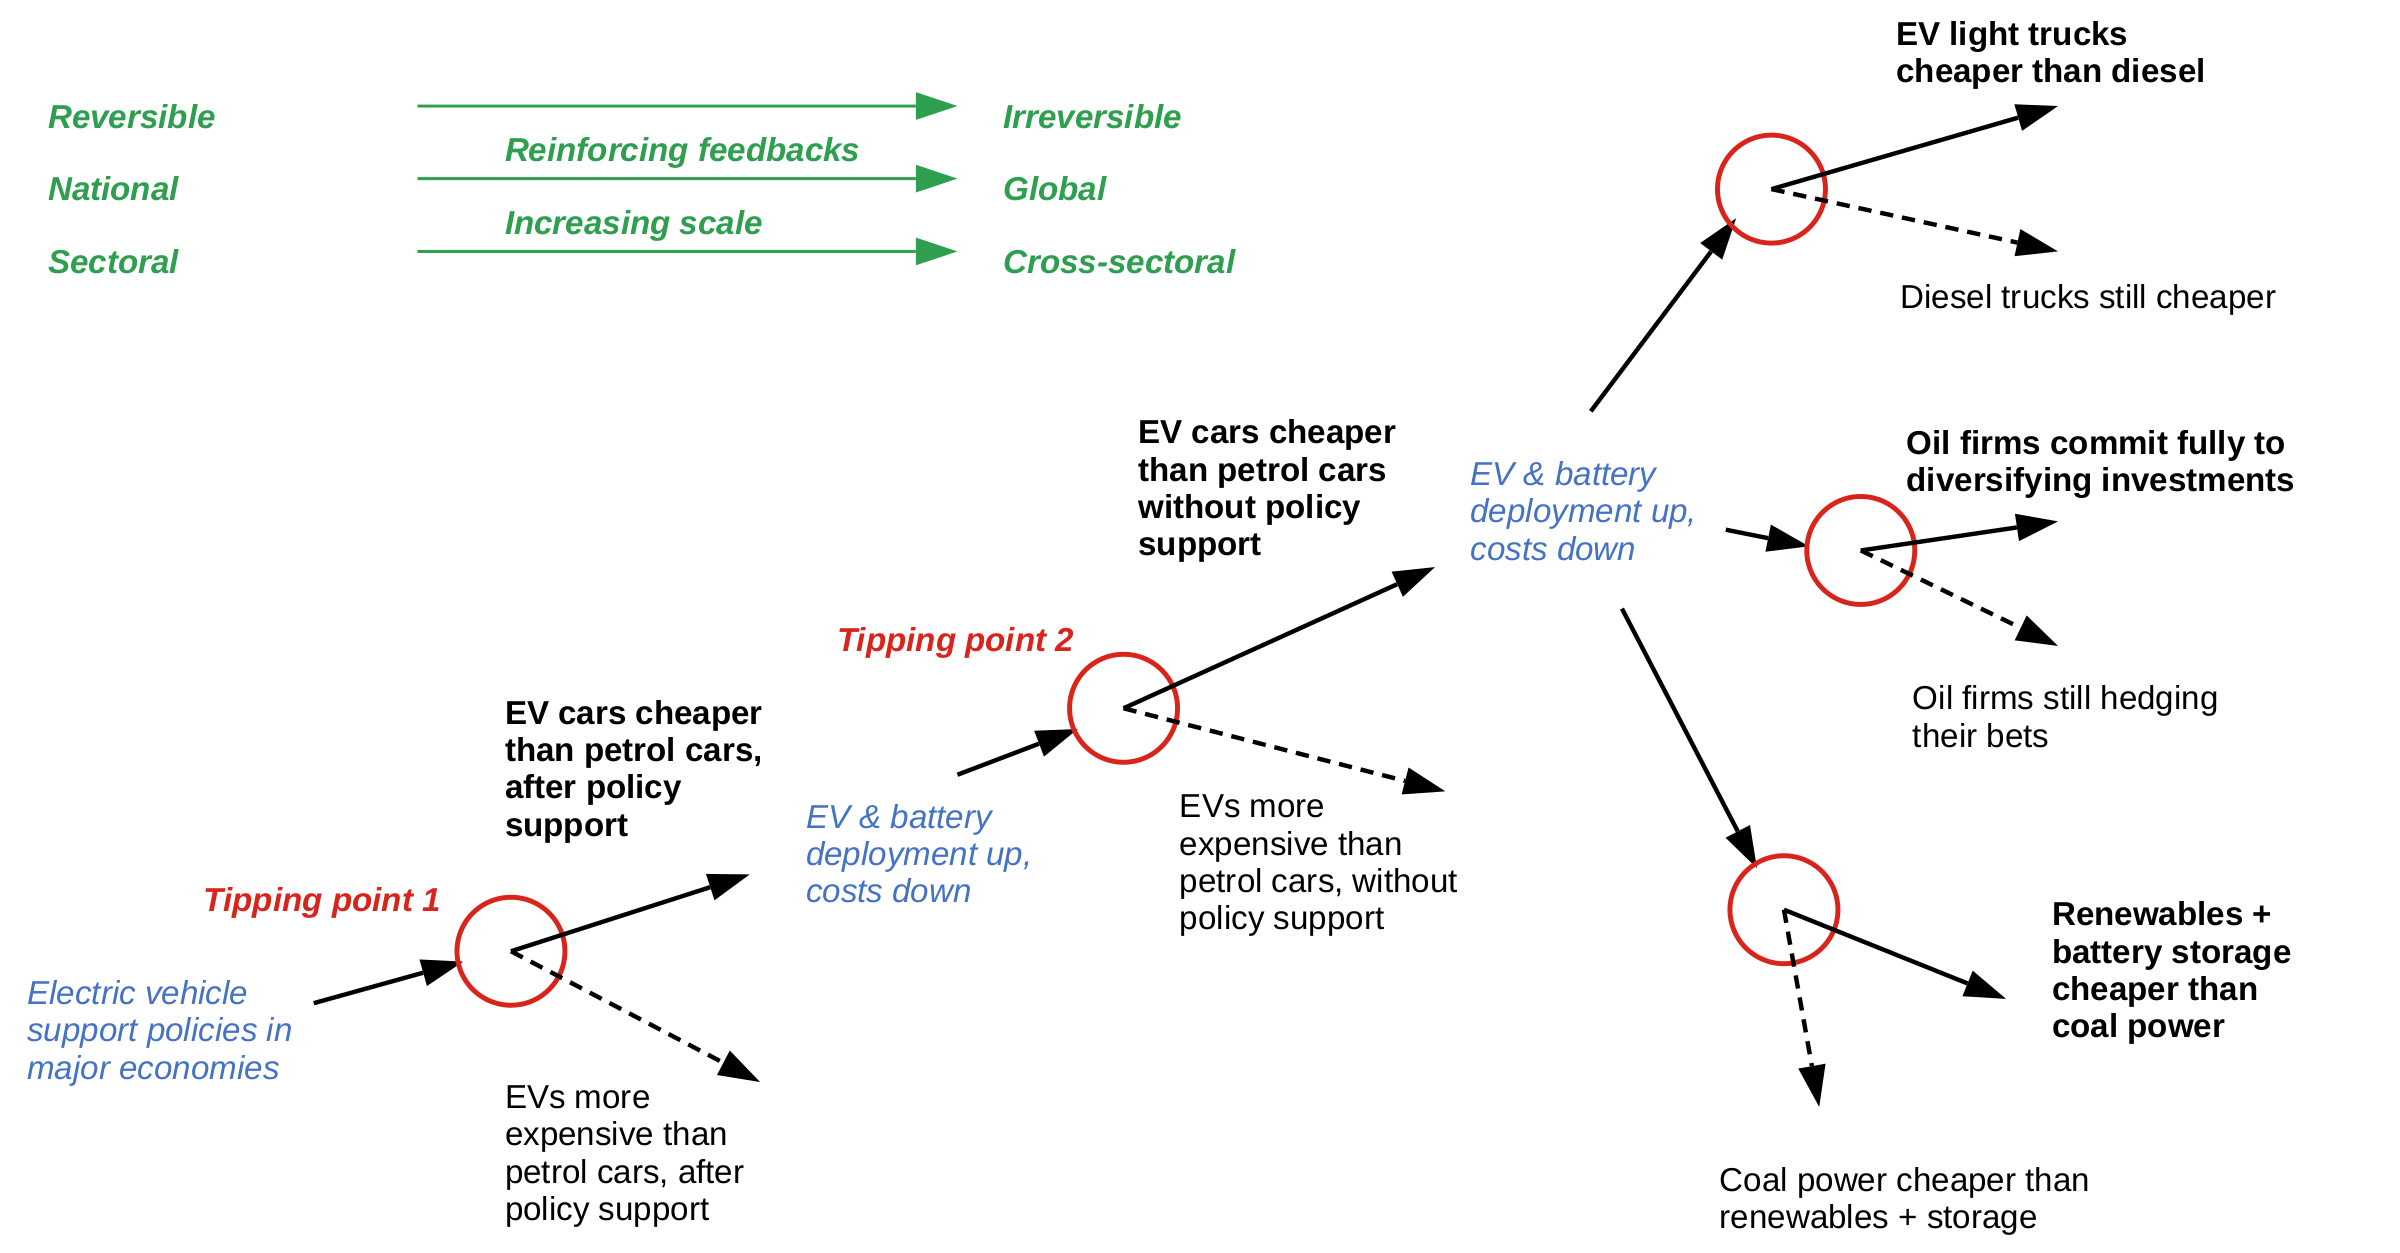 Reversible
Irreversible
Reinforcing feedbacks
National
Global
Increasing scale
Sectoral
Cross-sectoral
EV light trucks
cheaper than diesel
Diesel trucks still cheaper
EV cars cheaper
than petrol cars
without policy
support
EV & battery
deployment up,
costs down
Oil firms commit fully to
diversifying investments
Oil firms still hedging
their bets
Tipping point 2
EV cars cheaper
than petrol cars,
after policy
support
EV & battery
deployment up,
costs down
EVs more
expensive than
petrol cars, without
policy support
Tipping point 1
Electric vehicle
support policies in
major economies
EVs more
expensive than
petrol cars, after
policy support
Renewables +
battery storage
cheaper than
coal power
Coal power cheaper than
renewables + storage